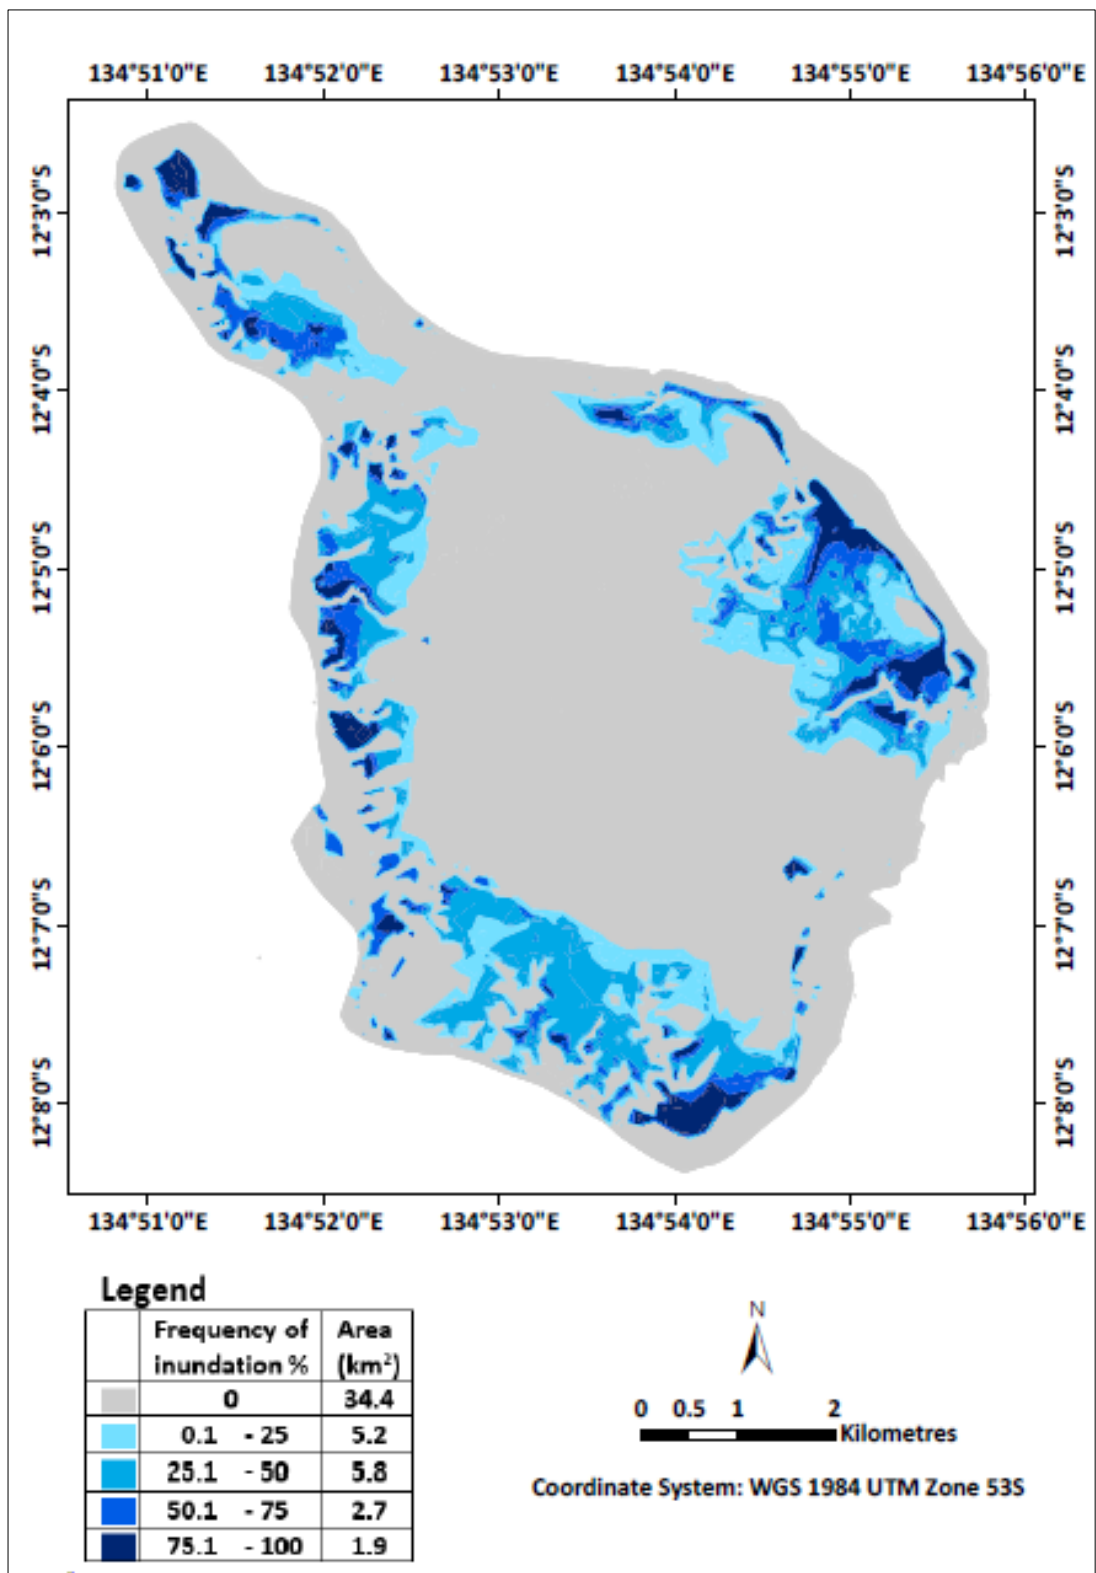 134°51'0"E 134°52'0"E 134°53'0"E 134°54'0"E 134°55'0"E 134°56'0"E
12°3'0"S
12°4'0"S
12°5'0"S
12°6'0"S
12°7'0"S
12°8'0"S
12°3'0"S
12°4'0"S
12°5'0"S
12°6'0"S
12°7'0"S
12°8'0"S
134°51'0"E 134°52'0"E 134°53'0"E 134°54'0"E 134°55'0"E 134°56'0"E
Legend
Frequency of Area
inundation % (km²)
0 34.4
0.1 - 25 5.2
25.1 - 50 5.8
50.1 - 75 2.7
75.1 - 100 1.9
N
0 0.5 1 2
Kilometres
Coordinate System: WGS 1984 UTM Zone 53S